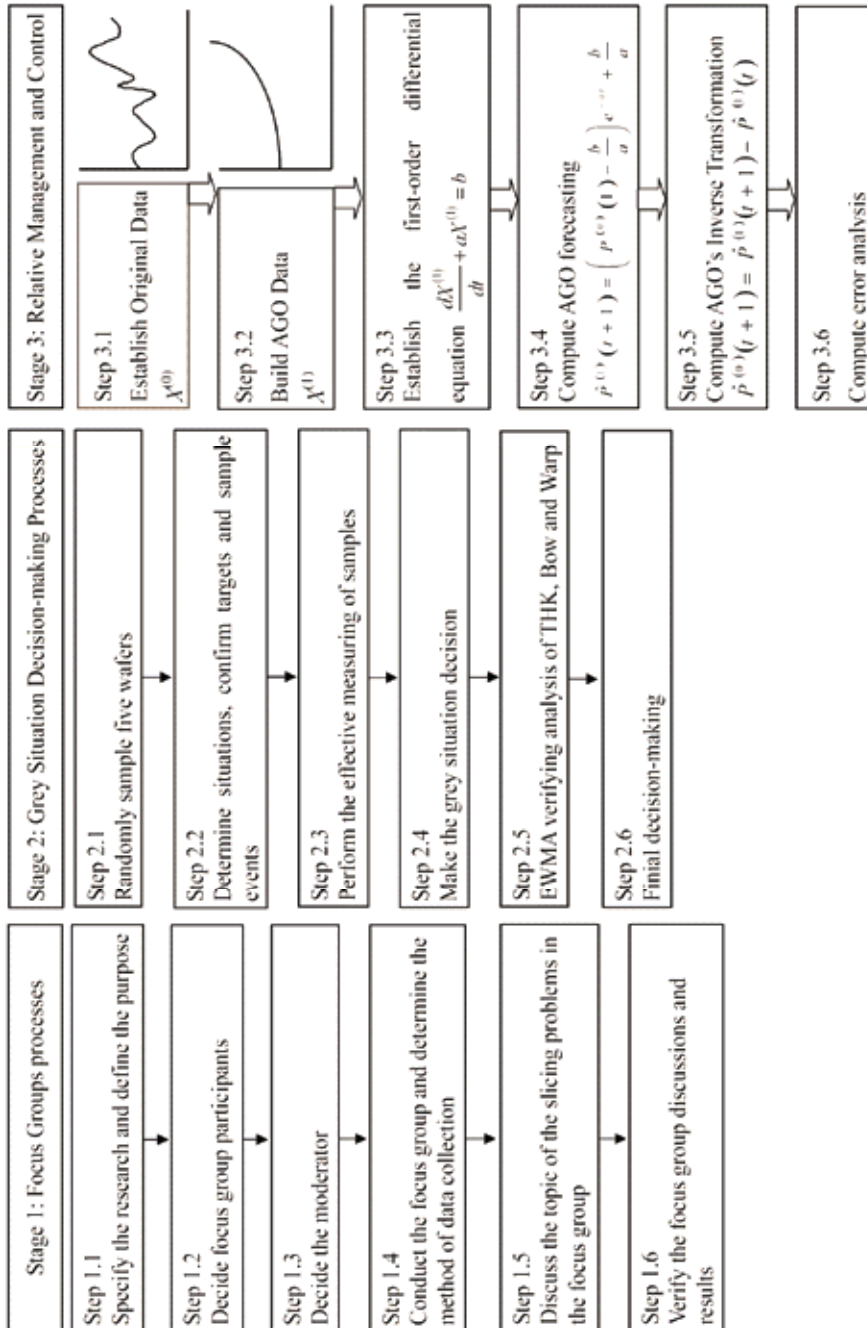 Stage 1: Focus Groups processes
Step 1.1
Specify the research and define the purpose
Step 1.2
Decide focus group participants
Step 1.3
Decide the moderator
Step 1.4
Conduct the focus group and determine the
method of data collection
Step 1.5
Discuss the topic of the slicing problems in
the focus group
Step 1.6
Verify the focus group discussions and
results
Stage 2: Grey Situation Decision-making Processes
Step 2.1
Randomly sample five wafers
Step 2.2
Determine situations, confirm targets and sample
events
Step 2.3
Perform the effective measuring of samples
Step 2.4
Make the grey situation decision
Step 2.5
EWMA verifying analysis of THK, Bow and Warp
Step 2.6
Finial decision-making
Stage 3: Relative Management and Control
Step 3.1
Establish Original Data
X⁽⁰⁾
Step 3.2
Build AGO Data
X⁽¹⁾
Step 3.3
Establish the first-order differential
equation dX⁽¹⁾/dt + aX⁽¹⁾ = b
Step 3.4
Compute AGO forecasting
(t + 1) = (1) − b/a + b/a
Step 3.5
Compute AGO's Inverse Transformation
P̂⁽⁰⁾(t + 1) = P̂⁽¹⁾(t + 1) − P̂⁽¹⁾(t)
Step 3.6
Compute error analysis